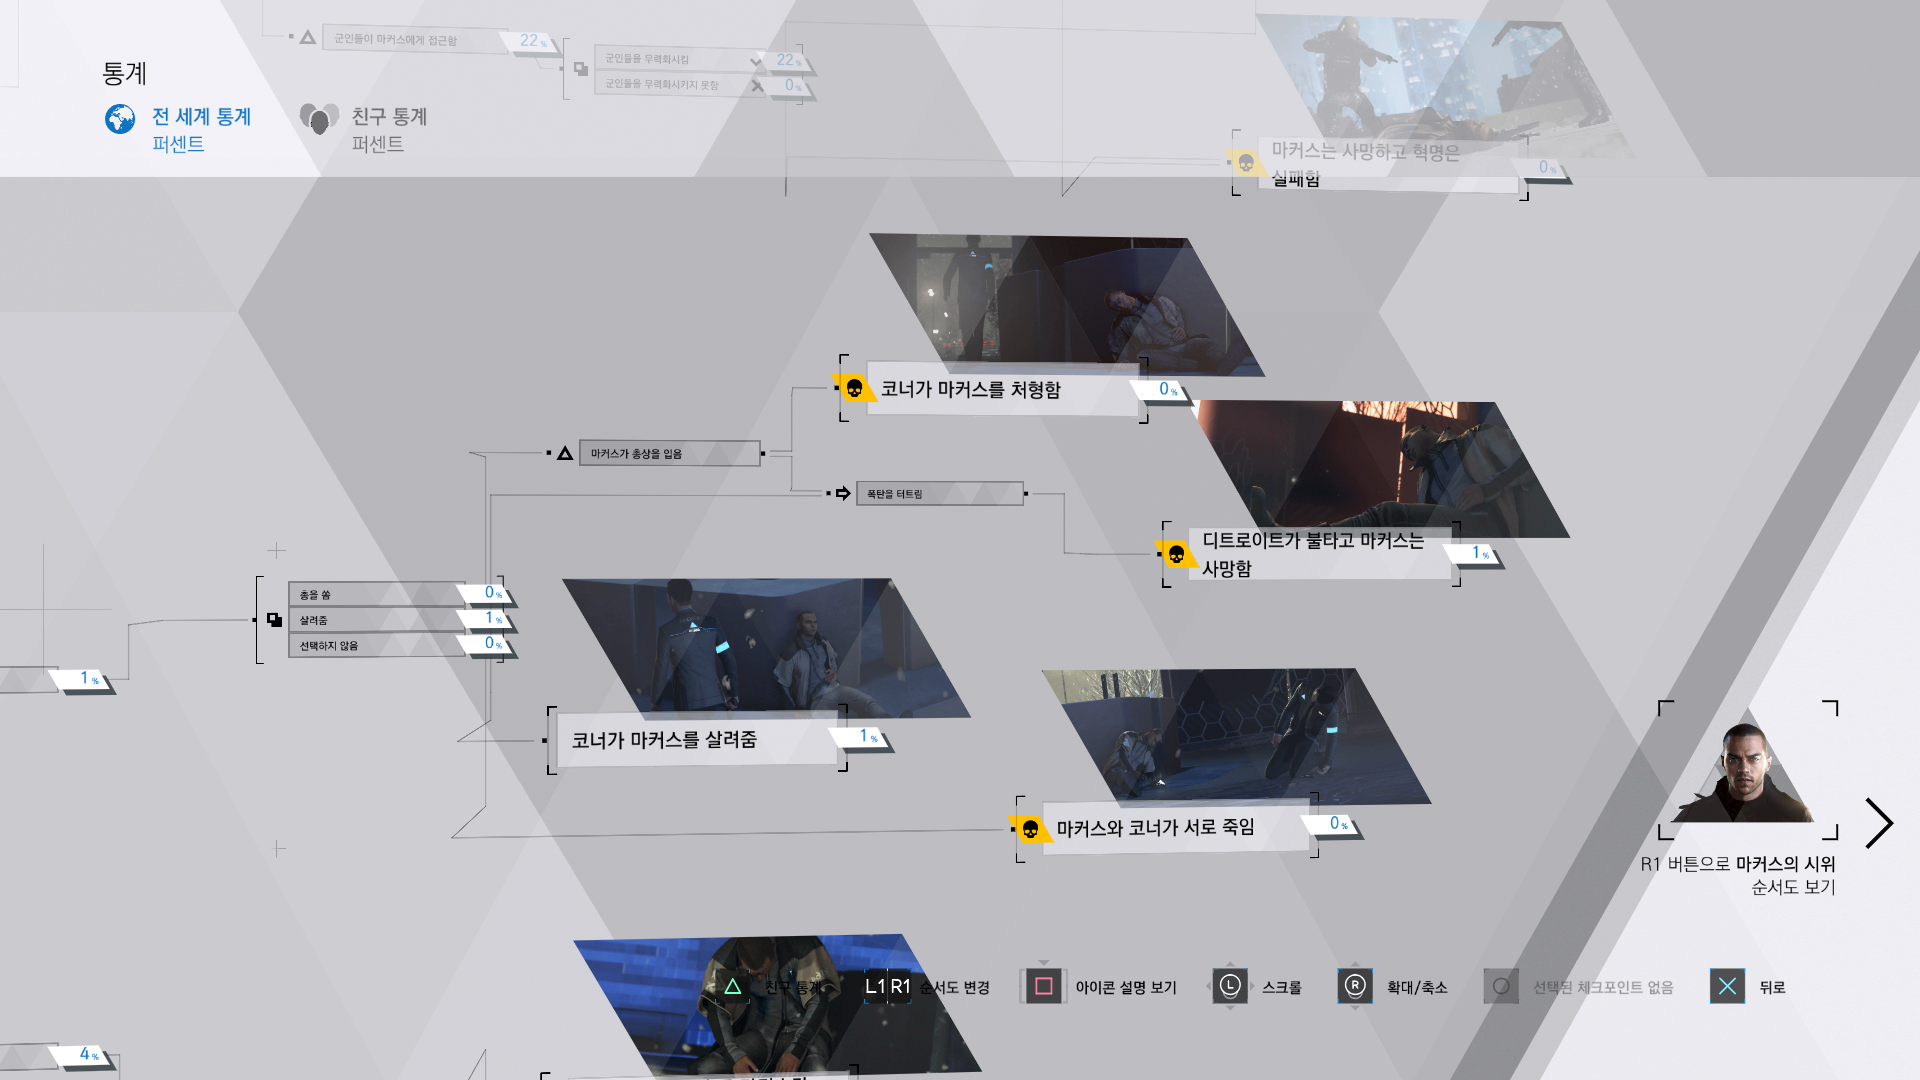 군인들이 마커스에게 접근함
22%
군인들을 무력화시킴
22%
군인들을 무력화시키지 못함
0%
통계
전 세계 통계
퍼센트
친구 통계
퍼센트
마커스는 사망하고 혁명은
실패함
0%
코너가 마커스를 처형함
0%
마커스가 총상을 입음
폭탄을 터트림
디트로이트가 불타고 마커스는
사망함
1%
총을 쏨
0%
살려줌
1%
선택하지 않음
0%
1%
코너가 마커스를 살려줌
1%
마커스와 코너가 서로 죽임
0%
R1 버튼으로 마커스의 시위
순서도 보기
친구 통계
L1 R1 순서도 변경
아이콘 설명 보기
L 스크롤
R 확대/축소
선택된 체크포인트 없음
뒤로
4%